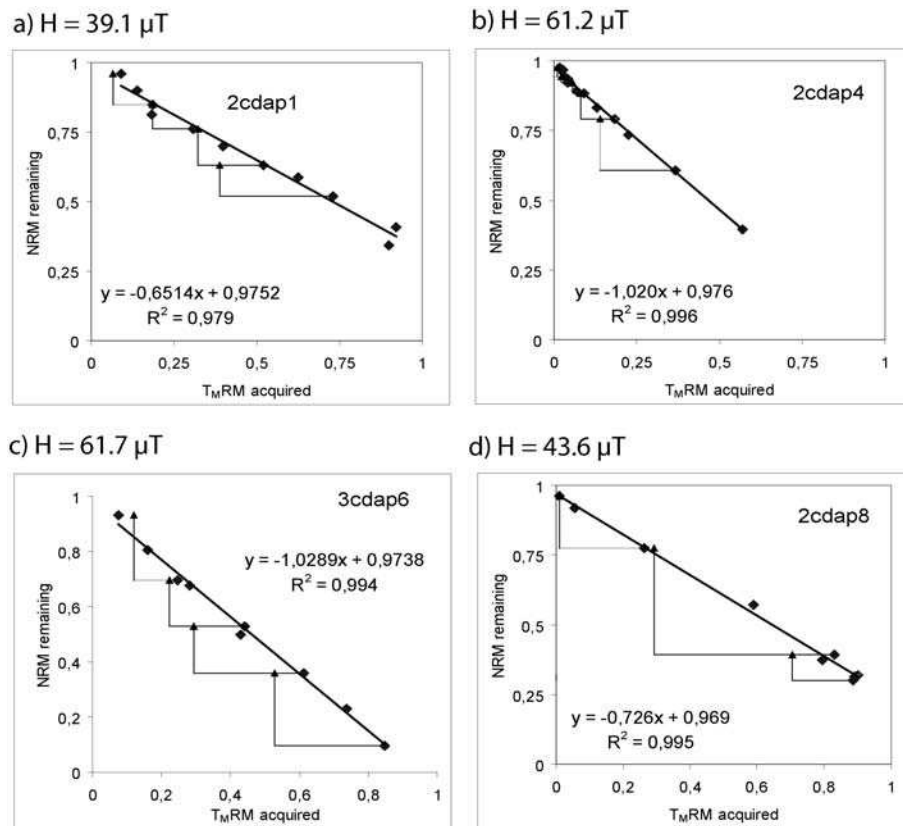 a) H = 39.1 µT
2cdap1
NRM remaining
1
0,75
0,5
0,25
0
y = -0,6514x + 0,9752
R² = 0,979
0 0,25 0,5 0,75 1
TMRM acquired
b) H = 61.2 µT
2cdap4
NRM remaining
1
0,75
0,5
0,25
0
y = -1,020x + 0,976
R² = 0,996
0 0,25 0,5 0,75 1
TMRM acquired
c) H = 61.7 µT
3cdap6
NRM remaining
1
0,8
0,6
0,4
0,2
0
y = -1,0289x + 0,9738
R² = 0,994
0 0,2 0,4 0,6 0,8 1
TMRM acquired
d) H = 43.6 µT
2cdap8
NRM remaining
1
0,75
0,5
0,25
0
y = -0,726x + 0,969
R² = 0,995
0 0,2 0,4 0,6 0,8 1
TMRM acquired